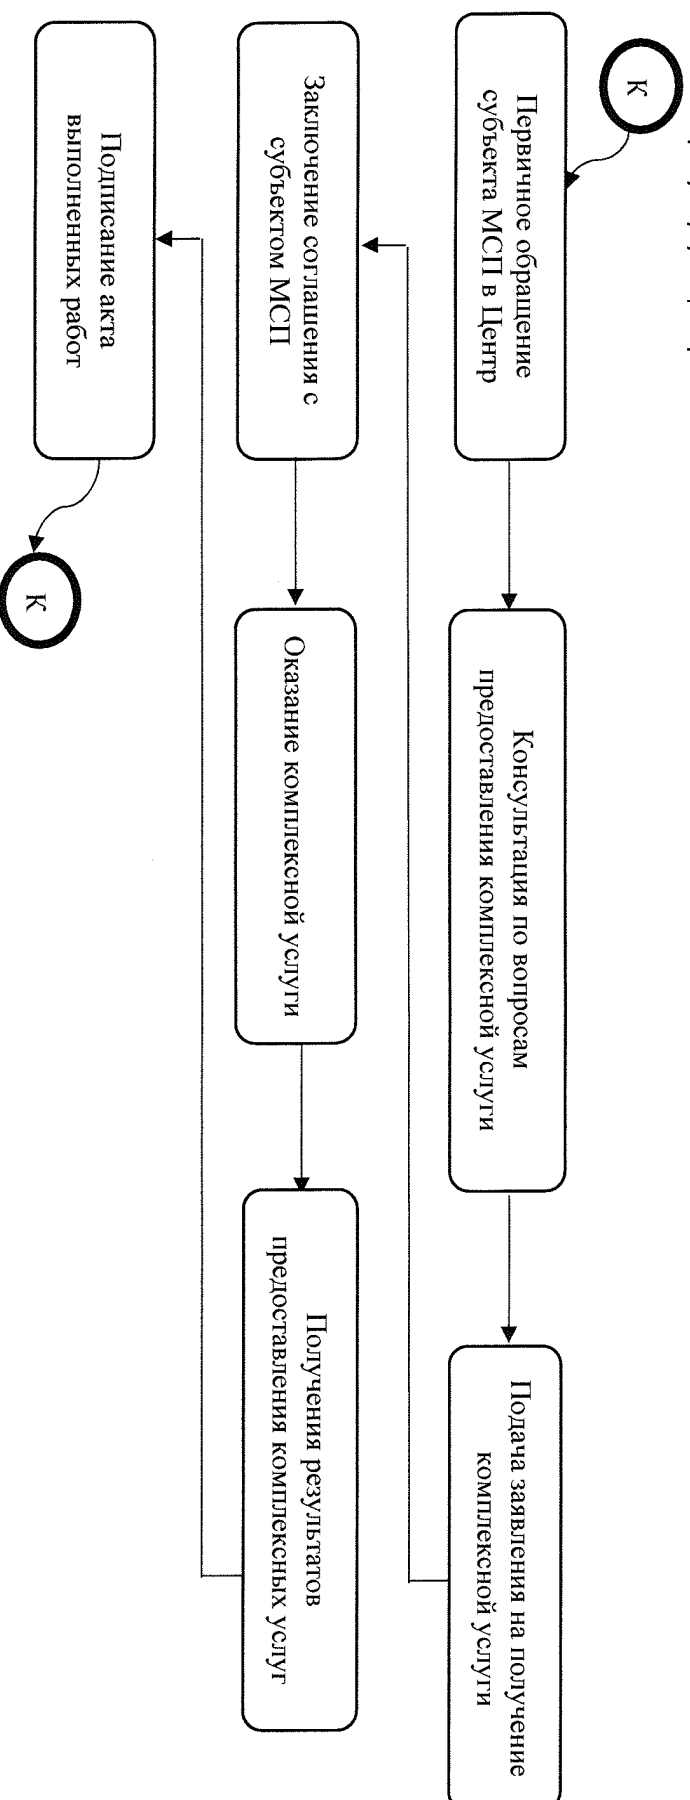 К
Первичное обращение
субъекта МСП в Центр
Консультация по вопросам
предоставления комплексной услуги
Подача заявления на получение
комплексной услуги
Заключение соглашения с
субъектом МСП
Оказание комплексной услуги
Получения результатов
предоставления комплексных услуг
Подписание акта
выполненных работ
К